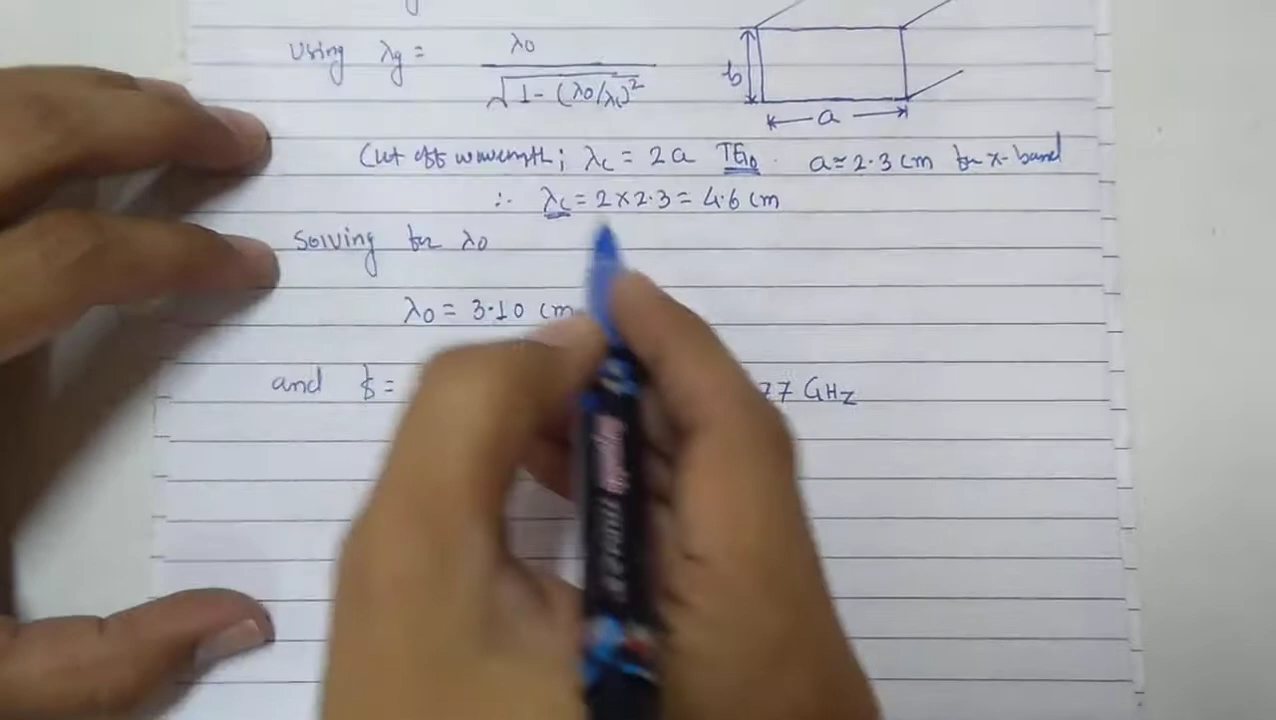 Using λg = λ0 / √(1 - (λ0/λc)²)
b
a
Cut off wavelength; λc = 2a TE10. a = 2.3 cm for x-band
∴ λc = 2 × 2.3 = 4.6 cm
Solving for λ0
λ0 = 3.10 cm
and f = 77 GHz